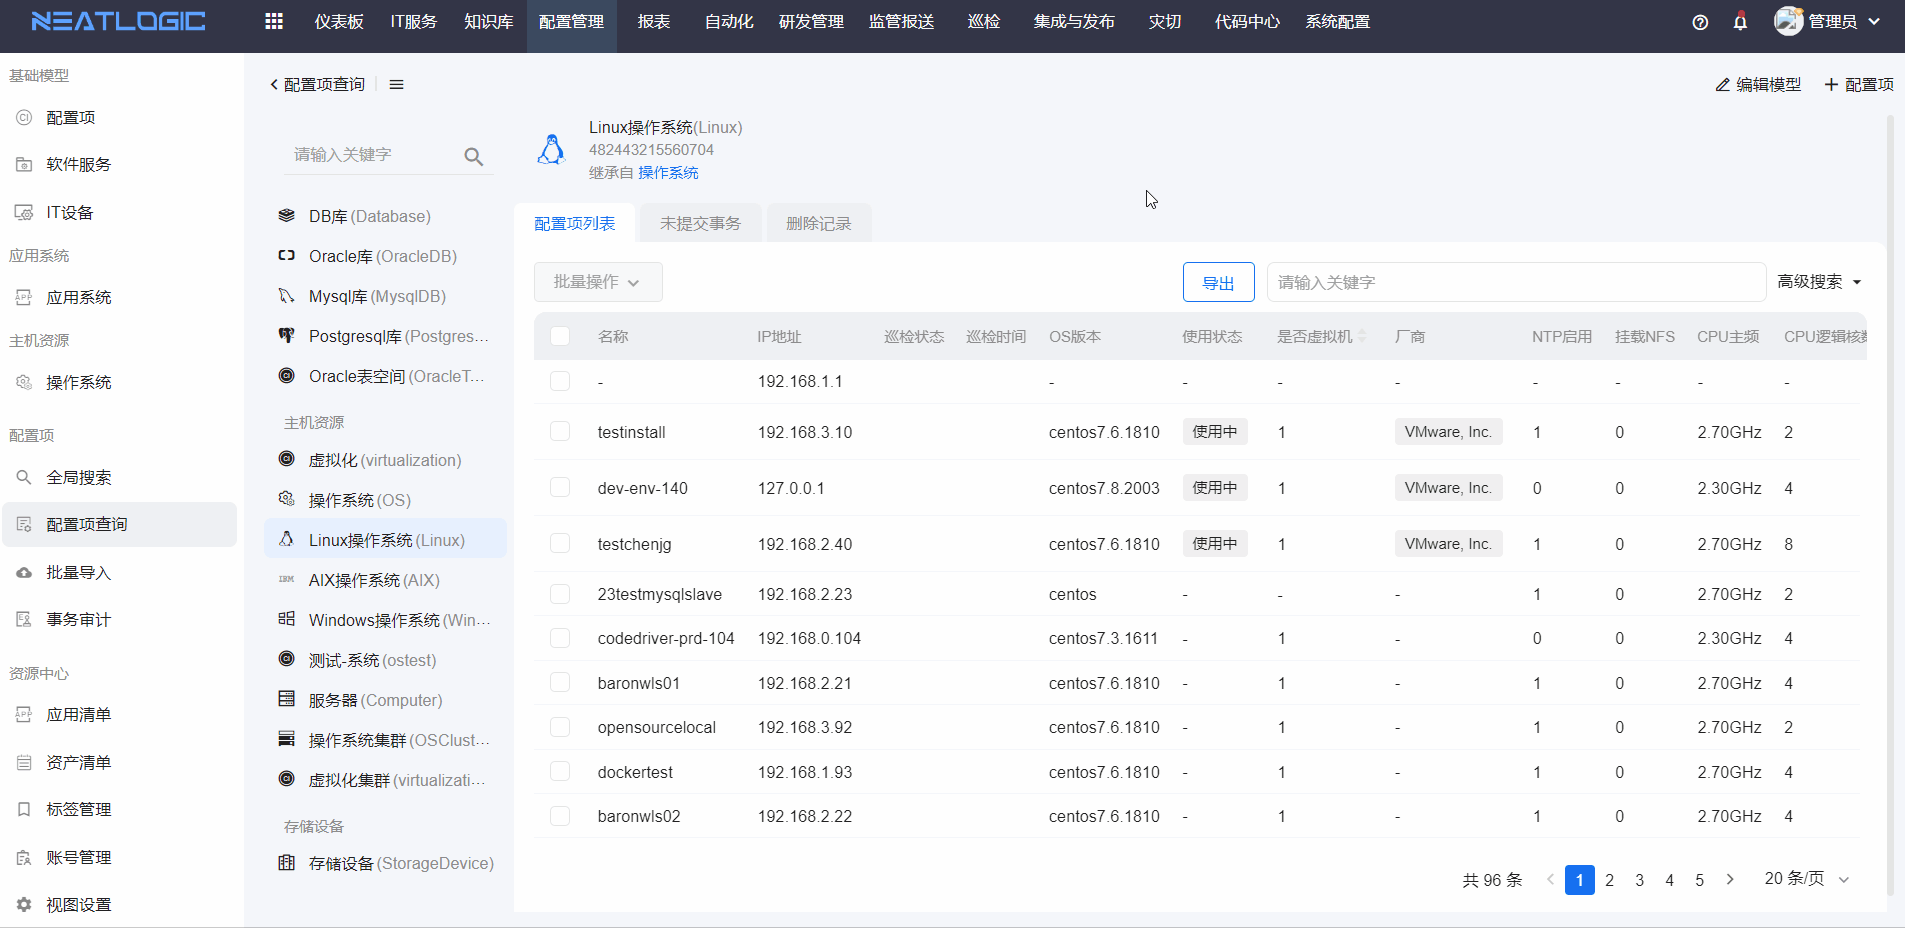 NEATLOGIC
仪表板 IT服务 知识库 配置管理 报表 自动化 研发管理 监管报送 巡检 集成与发布 灾切 代码中心 系统配置
管理员
基础模型
配置项
软件服务
IT设备
应用系统
应用系统
主机资源
操作系统
配置项
全局搜索
配置项查询
批量导入
事务审计
资源中心
应用清单
资产清单
标签管理
账号管理
视图设置
配置项查询
编辑模型
配置项
请输入关键字
DB库(Database)
Oracle库(OracleDB)
Mysql库(MysqlDB)
Postgresql库(Postgres...
Oracle表空间(OracleT...
主机资源
虚拟化(virtualization)
操作系统(OS)
Linux操作系统(Linux)
IBM AIX操作系统(AIX)
Windows操作系统(Win...
测试-系统(ostest)
服务器(Computer)
操作系统集群(OSClust...
虚拟化集群(virtualizati...
存储设备
存储设备(StorageDevice)
Linux操作系统(Linux)
482443215560704
继承自 操作系统
配置项列表 未提交事务 删除记录
批量操作 导出 请输入关键字 高级搜索
名称 IP地址 巡检状态 巡检时间 OS版本 使用状态 是否虚拟机 厂商 NTP启用 挂载NFS CPU主频 CPU逻辑核数
- 192.168.1.1 - - - - - - - -
testinstall 192.168.3.10 centos7.6.1810 使用中 1 VMware, Inc. 1 0 2.70GHz 2
dev-env-140 127.0.0.1 centos7.8.2003 使用中 1 VMware, Inc. 0 0 2.30GHz 4
testchenjg 192.168.2.40 centos7.6.1810 使用中 1 VMware, Inc. 1 0 2.70GHz 8
23testmysqlslave 192.168.2.23 centos - - - 1 0 2.70GHz 2
codedriver-prd-104 192.168.0.104 centos7.3.1611 - 1 - 0 0 2.30GHz 4
baronwls01 192.168.2.21 centos7.6.1810 - 1 - 1 0 2.70GHz 4
opensourcelocal 192.168.3.92 centos7.6.1810 - 1 - 1 0 2.70GHz 2
dockertest 192.168.1.93 centos7.6.1810 - 1 - 1 0 2.70GHz 4
baronwls02 192.168.2.22 centos7.6.1810 - 1 - 1 0 2.70GHz 4
共 96 条 1 2 3 4 5 20 条/页